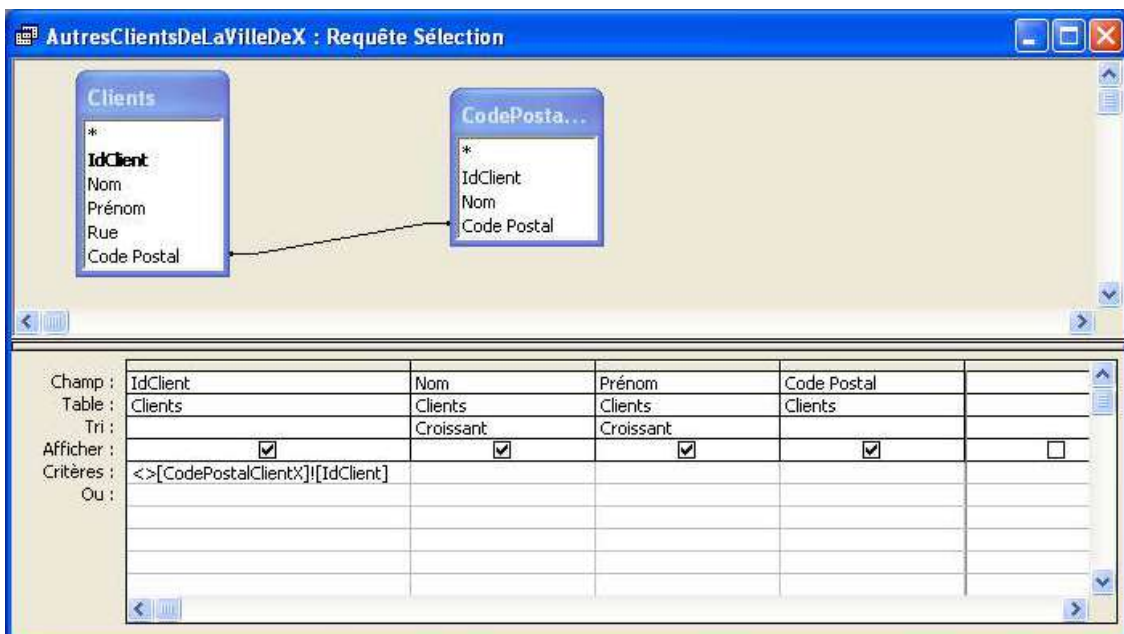 AutresClientsDeLaVilleDeX : Requête Sélection
Clients
*
IdClient
Nom
Prénom
Rue
Code Postal
CodePosta...
*
IdClient
Nom
Code Postal
Champ : IdClient Nom Prénom Code Postal
Table : Clients Clients Clients Clients
Tri : Croissant Croissant
Afficher :
Critères : <>[CodePostalClientX]![IdClient]
Ou :